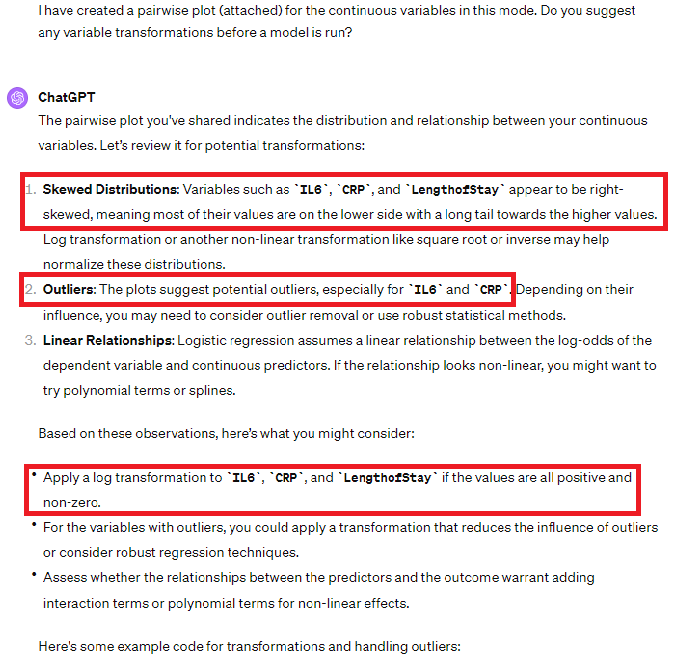 I have created a pairwise plot (attached) for the continuous variables in this mode. Do you suggest
any variable transformations before a model is run?
ChatGPT
The pairwise plot you've shared indicates the distribution and relationship between your continuous
variables. Let's review it for potential transformations:
1. Skewed Distributions: Variables such as `IL6`, `CRP`, and `LengthofStay` appear to be right-
skewed, meaning most of their values are on the lower side with a long tail towards the higher values.
Log transformation or another non-linear transformation like square root or inverse may help
normalize these distributions.
2. Outliers: The plots suggest potential outliers, especially for `IL6` and `CRP`. Depending on their
influence, you may need to consider outlier removal or use robust statistical methods.
3. Linear Relationships: Logistic regression assumes a linear relationship between the log-odds of the
dependent variable and continuous predictors. If the relationship looks non-linear, you might want to
try polynomial terms or splines.
Based on these observations, here's what you might consider:
• Apply a log transformation to `IL6`, `CRP`, and `LengthofStay` if the values are all positive and
non-zero.
• For the variables with outliers, you could apply a transformation that reduces the influence of outliers
or consider robust regression techniques.
• Assess whether the relationships between the predictors and the outcome warrant adding
interaction terms or polynomial terms for non-linear effects.
Here's some example code for transformations and handling outliers: